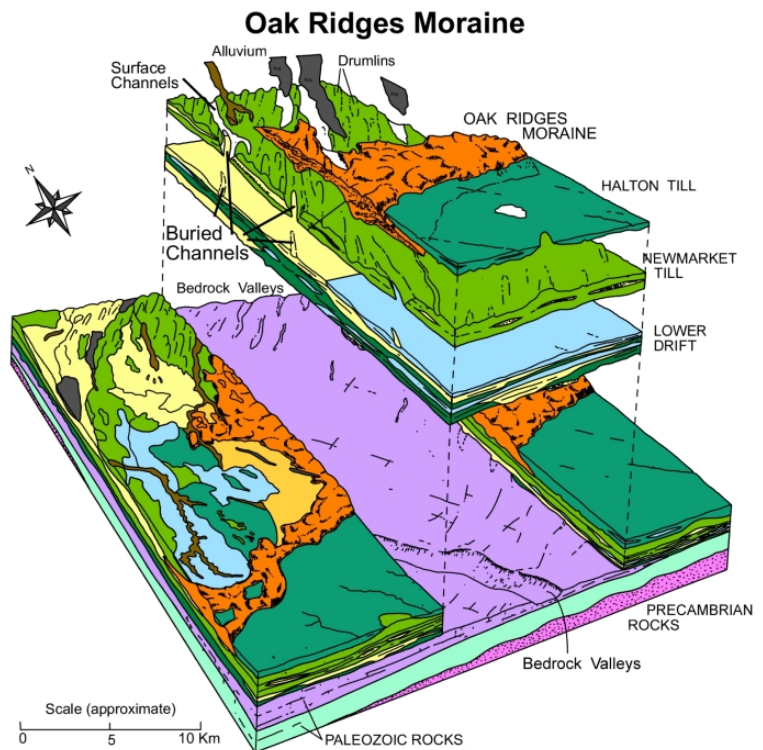 Oak Ridges Moraine
Alluvium
Drumlins
Surface
Channels
OAK RIDGES
MORAINE
N
HALTON TILL
Buried
Channels
NEWMARKET
TILL
Bedrock Valleys
LOWER
DRIFT
PRECAMBRIAN
ROCKS
Bedrock Valleys
Scale (approximate)
0 5 10 Km
PALEOZOIC ROCKS